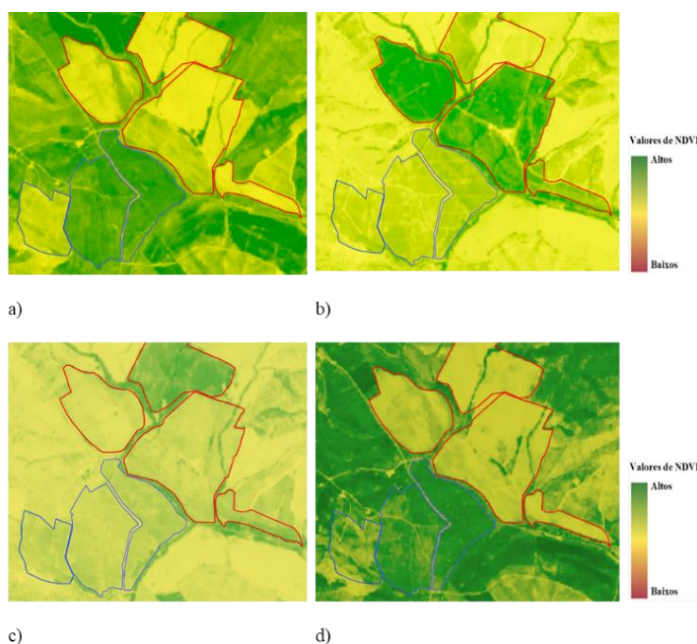 Valores de NDVI
Altos
Baixos
a)
b)
Valores de NDVI
Altos
Baixos
c)
d)